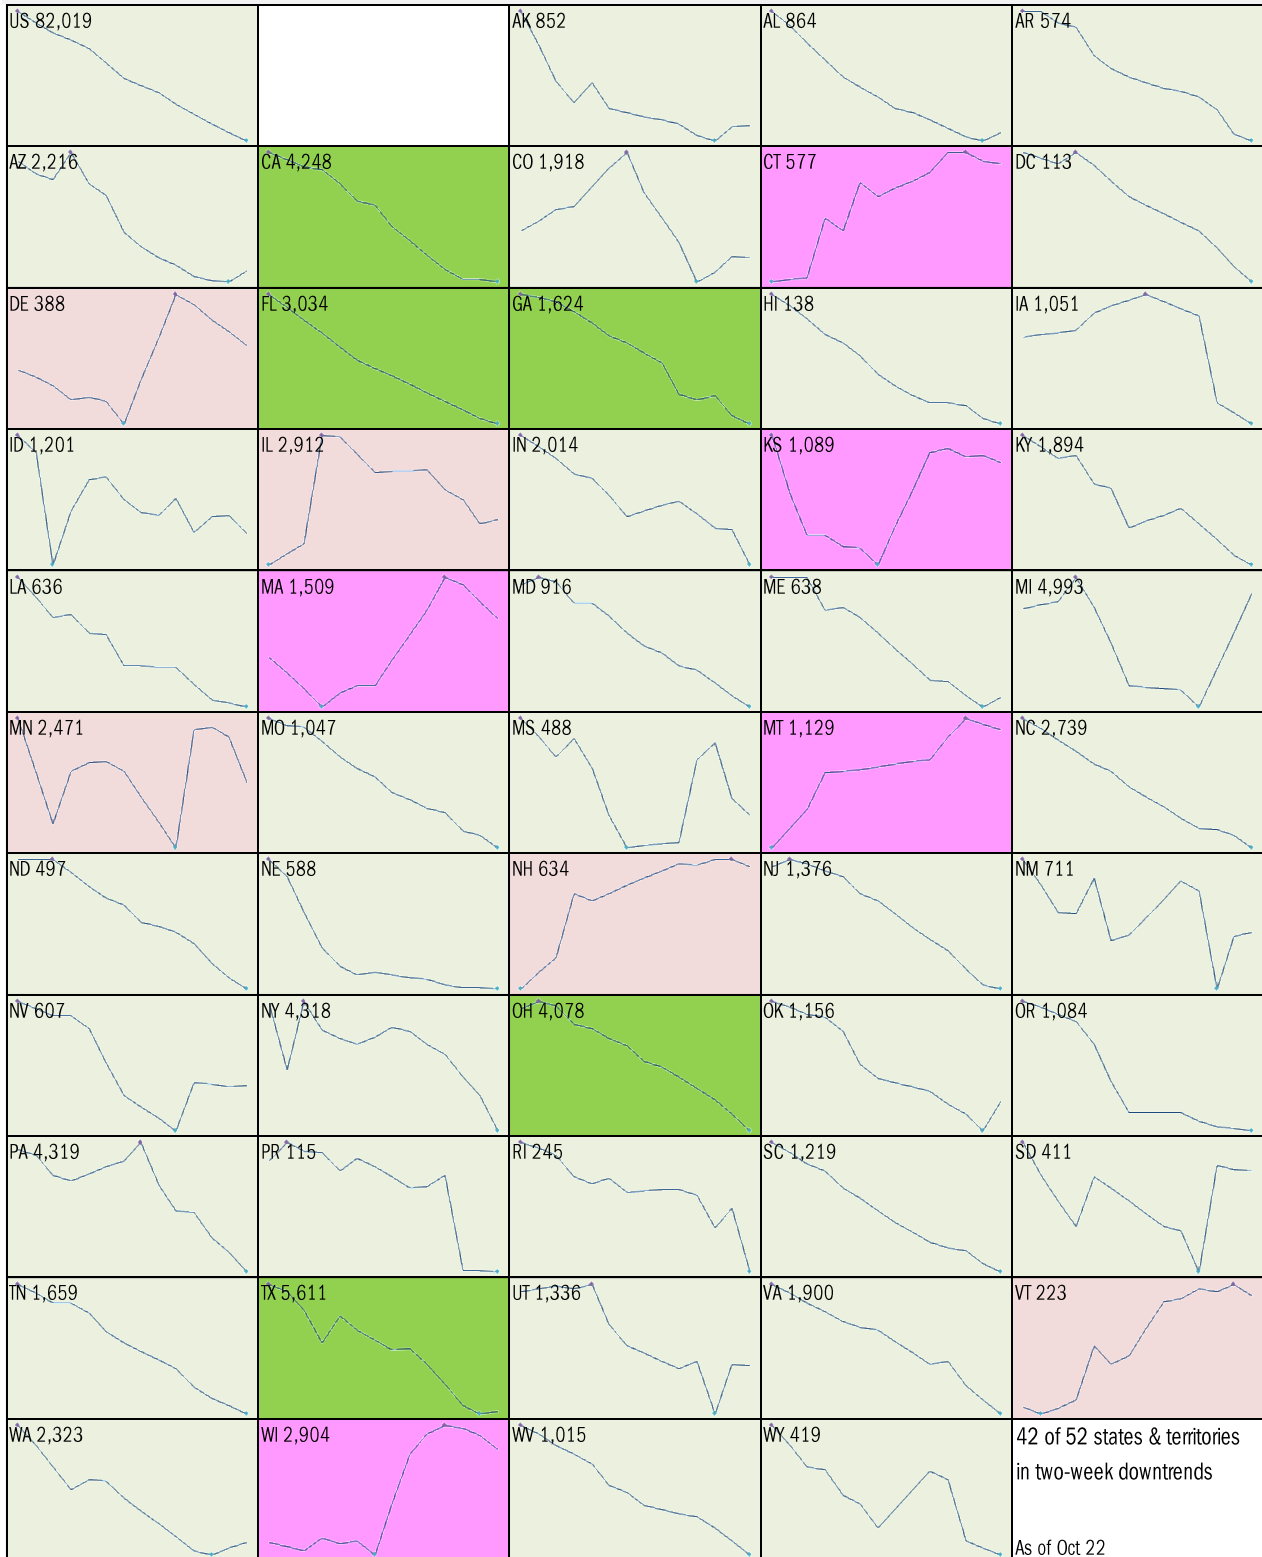 US 82,019
AK 852
AL 864
AR 574
AZ 2,216
CA 4,248
CO 1,918
CT 577
DC 113
DE 388
FL 3,034
GA 1,624
HI 138
IA 1,051
ID 1,201
IL 2,912
IN 2,014
KS 1,089
KY 1,894
LA 636
MA 1,509
MD 916
ME 638
MI 4,993
MN 2,471
MO 1,047
MS 488
MT 1,129
NC 2,739
ND 497
NE 588
NH 634
NJ 1,376
NM 711
NV 607
NY 4,318
OH 4,078
OK 1,156
OR 1,084
PA 4,319
PR 115
RI 245
SC 1,219
SD 411
TN 1,659
TX 5,611
UT 1,336
VA 1,900
VT 223
WA 2,323
WI 2,904
WV 1,015
WY 419
42 of 52 states & territories
in two-week downtrends
As of Oct 22